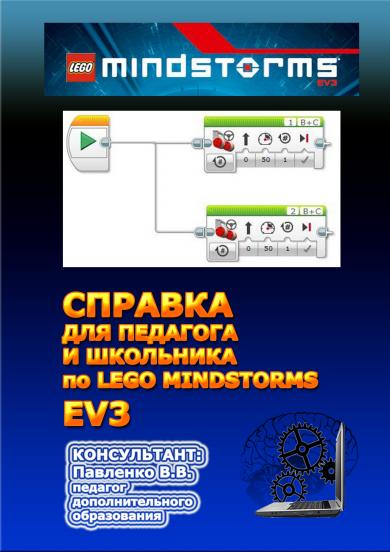 LEGO mindstorms
EV3
1 B+C
0 50 1
2 B+C
0 50 1
СПРАВКА
ДЛЯ ПЕДАГОГА
И ШКОЛЬНИКА
по LEGO MINDSTORMS
EV3
КОНСУЛЬТАНТ:
Павленко В.В.
педагог
дополнительного
образования